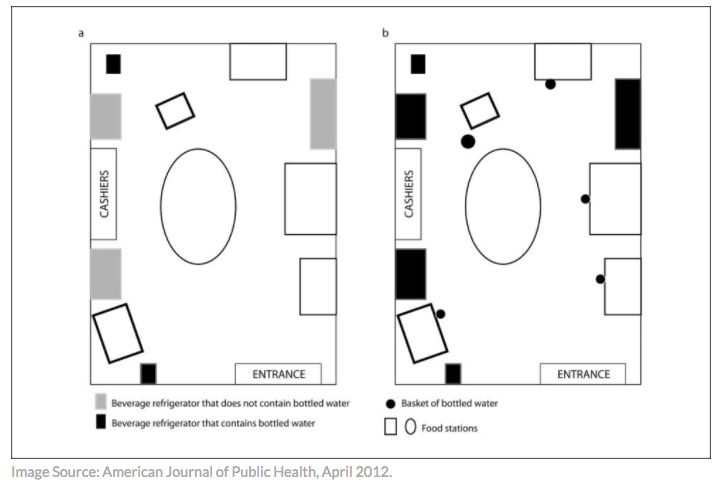 a
b
CASHIERS
CASHIERS
ENTRANCE
ENTRANCE
Beverage refrigerator that does not contain bottled water
Beverage refrigerator that contains bottled water
Basket of bottled water
Food stations
Image Source: American Journal of Public Health, April 2012.